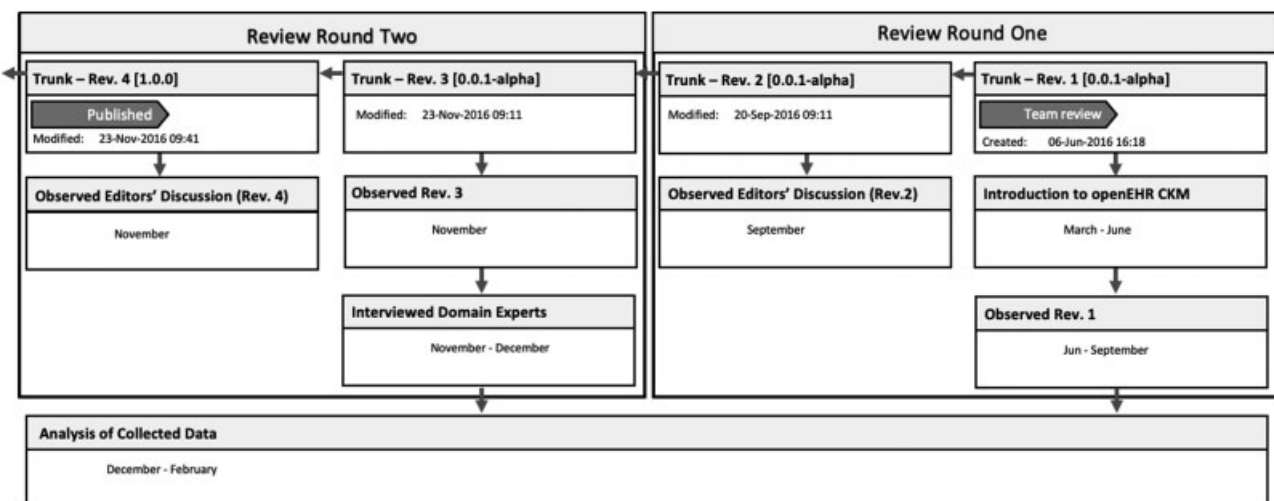 Review Round Two
Review Round One
Trunk – Rev. 4 [1.0.0]
Published
Modified: 23-Nov-2016 09:41
Trunk – Rev. 3 [0.0.1-alpha]
Modified: 23-Nov-2016 09:11
Trunk – Rev. 2 [0.0.1-alpha]
Modified: 20-Sep-2016 09:11
Trunk – Rev. 1 [0.0.1-alpha]
Team review
Created: 06-Jun-2016 16:18
Observed Editors’ Discussion (Rev. 4)
November
Observed Rev. 3
November
Observed Editors’ Discussion (Rev.2)
September
Introduction to openEHR CKM
March - June
Interviewed Domain Experts
November - December
Observed Rev. 1
Jun - September
Analysis of Collected Data
December - February